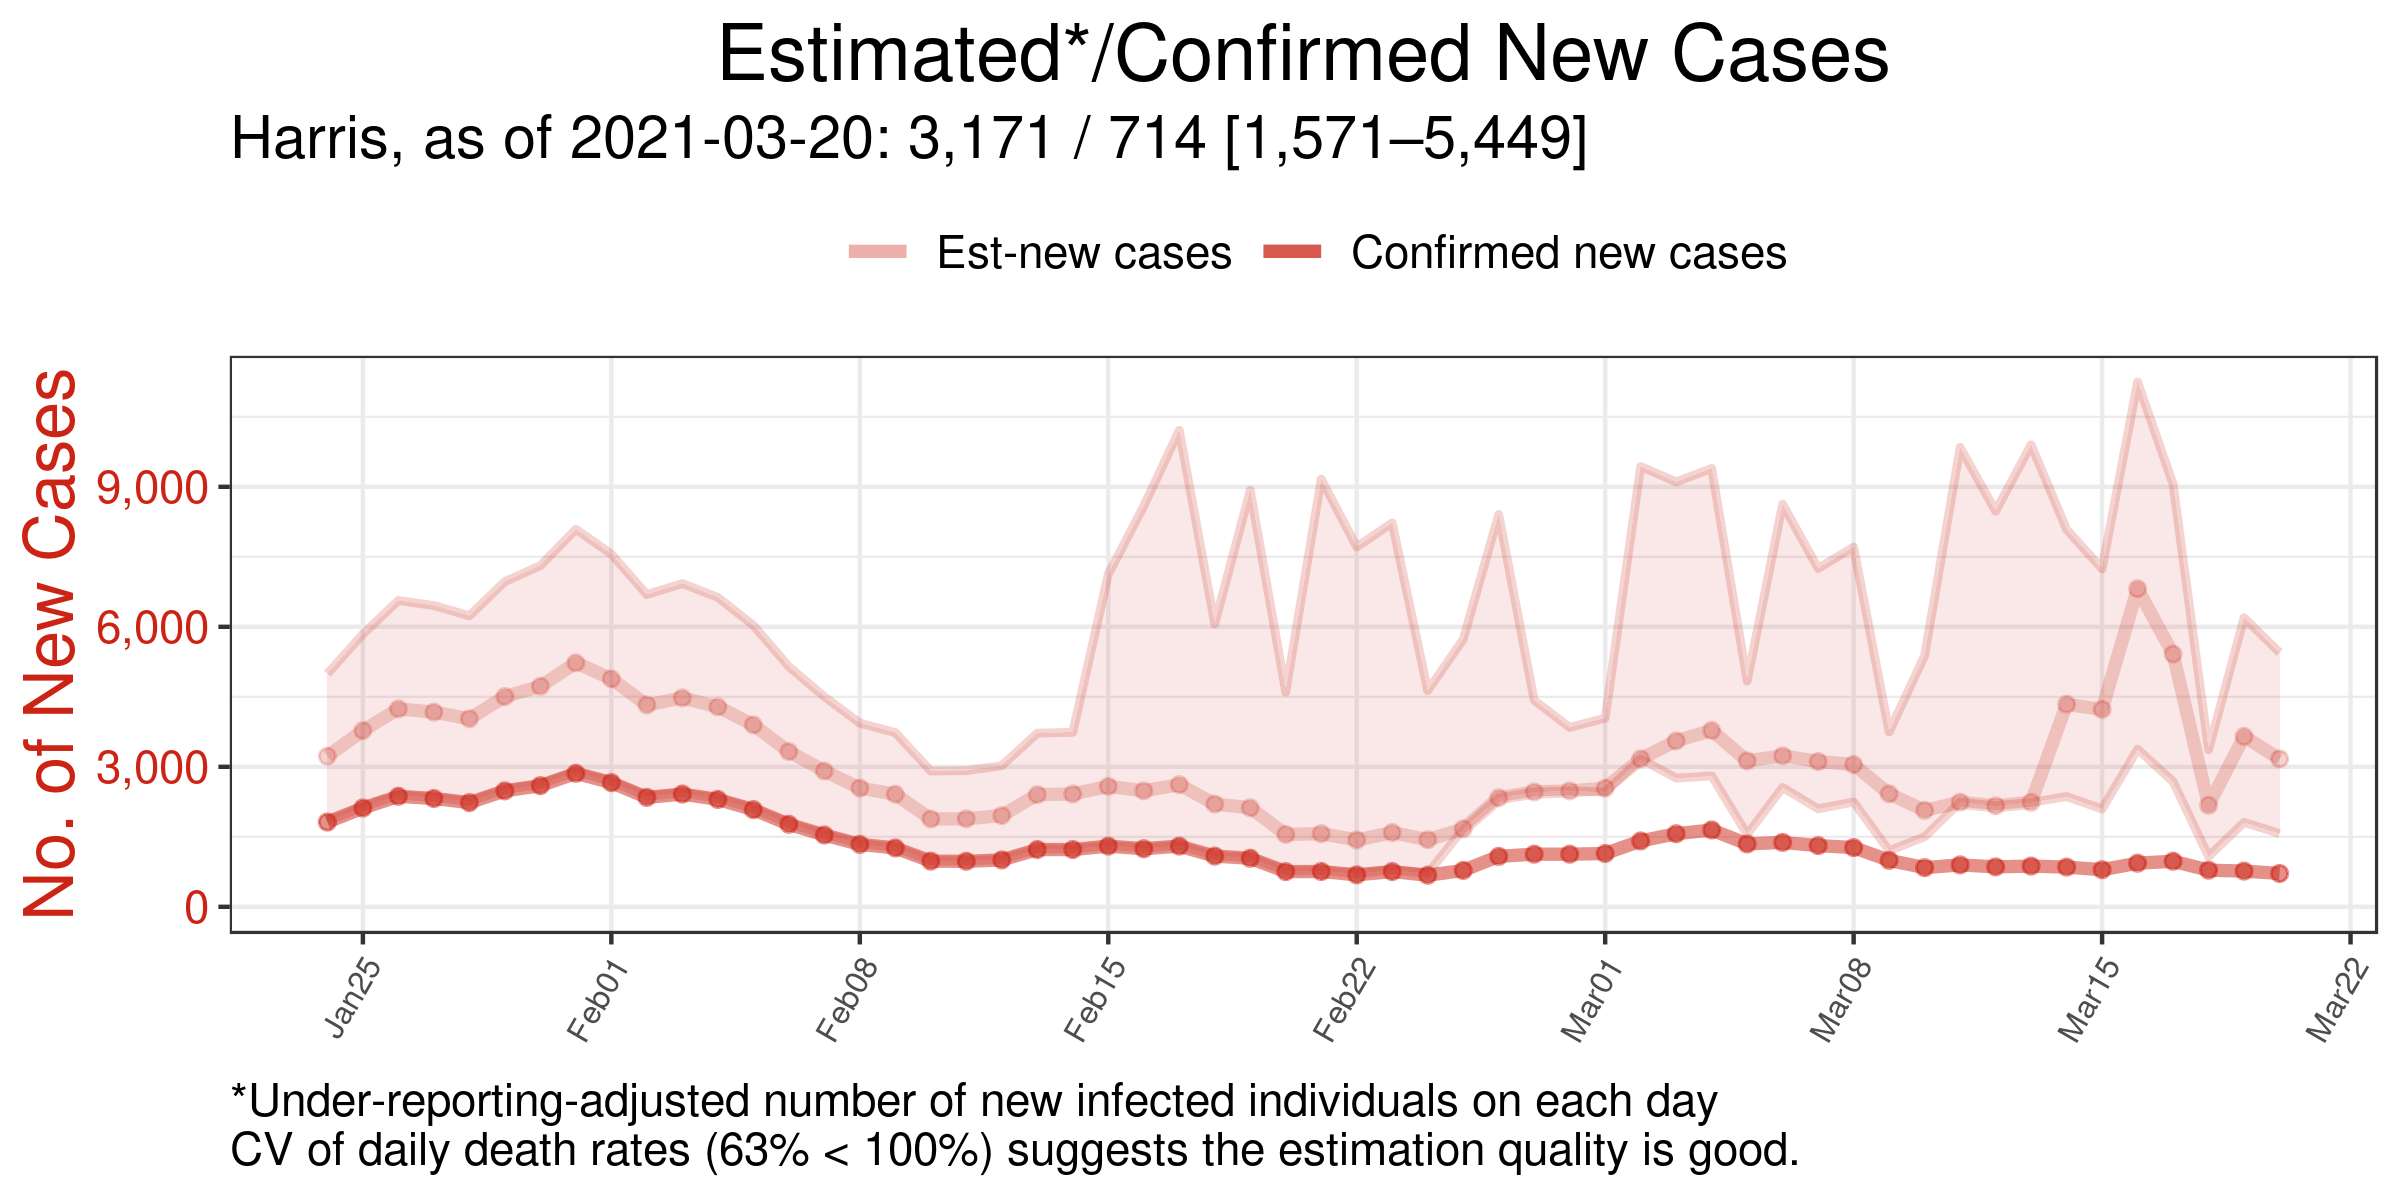 Estimated*/Confirmed New Cases
Harris, as of 2021-03-20: 3,171 / 714 [1,571–5,449]
Est-new cases
Confirmed new cases
No. of New Cases
9,000
6,000
3,000
0
Jan25
Feb01
Feb08
Feb15
Feb22
Mar01
Mar08
Mar15
Mar22
*Under-reporting-adjusted number of new infected individuals on each day
CV of daily death rates (63% < 100%) suggests the estimation quality is good.